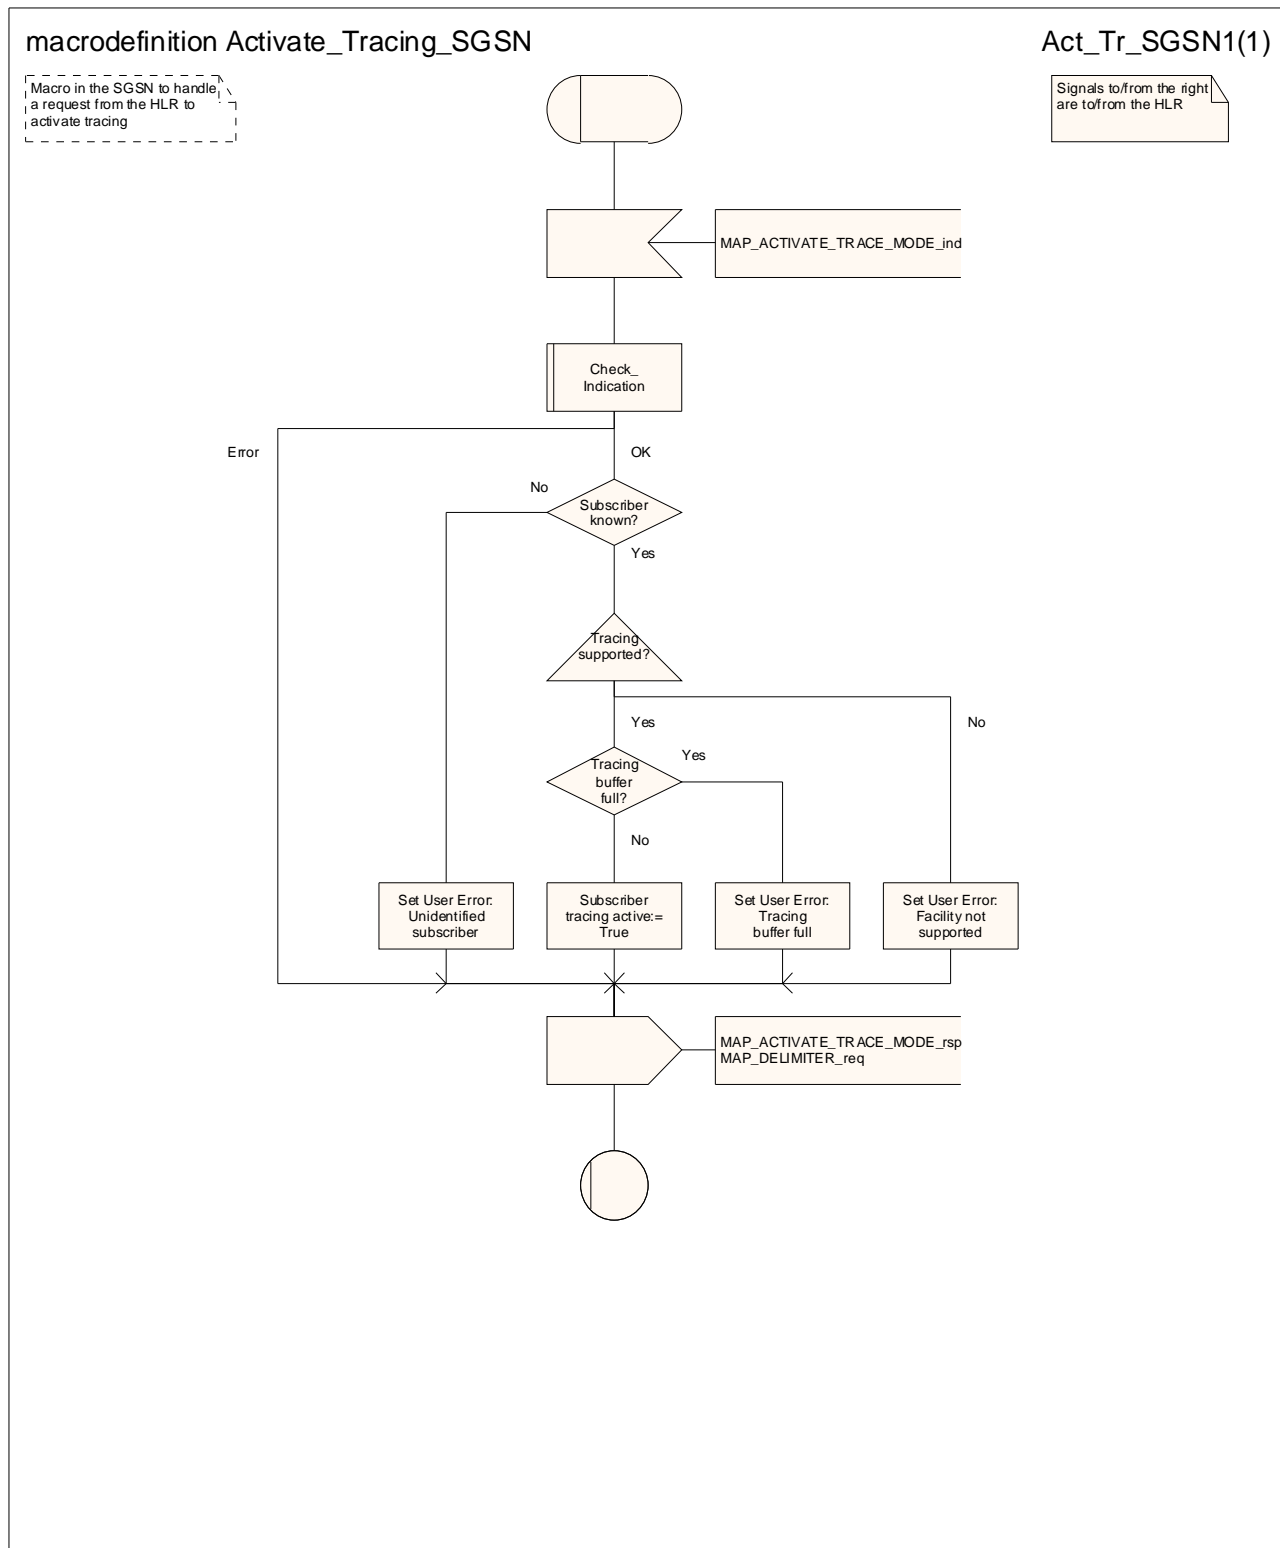 macrodefinition Activate_Tracing_SGSN
Act_Tr_SGSN1(1)
Macro in the SGSN to handle
a request from the HLR to
activate tracing
Signals to/from the right
are to/from the HLR
MAP_ACTIVATE_TRACE_MODE_ind
Check_
Indication
Error
OK
No
Subscriber
known?
Yes
Tracing
supported?
Yes
No
Yes
Tracing
buffer
full?
No
Set User Error:
Unidentified
subscriber
Subscriber
tracing active:=
True
Set User Error:
Tracing
buffer full
Set User Error:
Facility not
supported
MAP_ACTIVATE_TRACE_MODE_rsp
MAP_DELIMITER_req